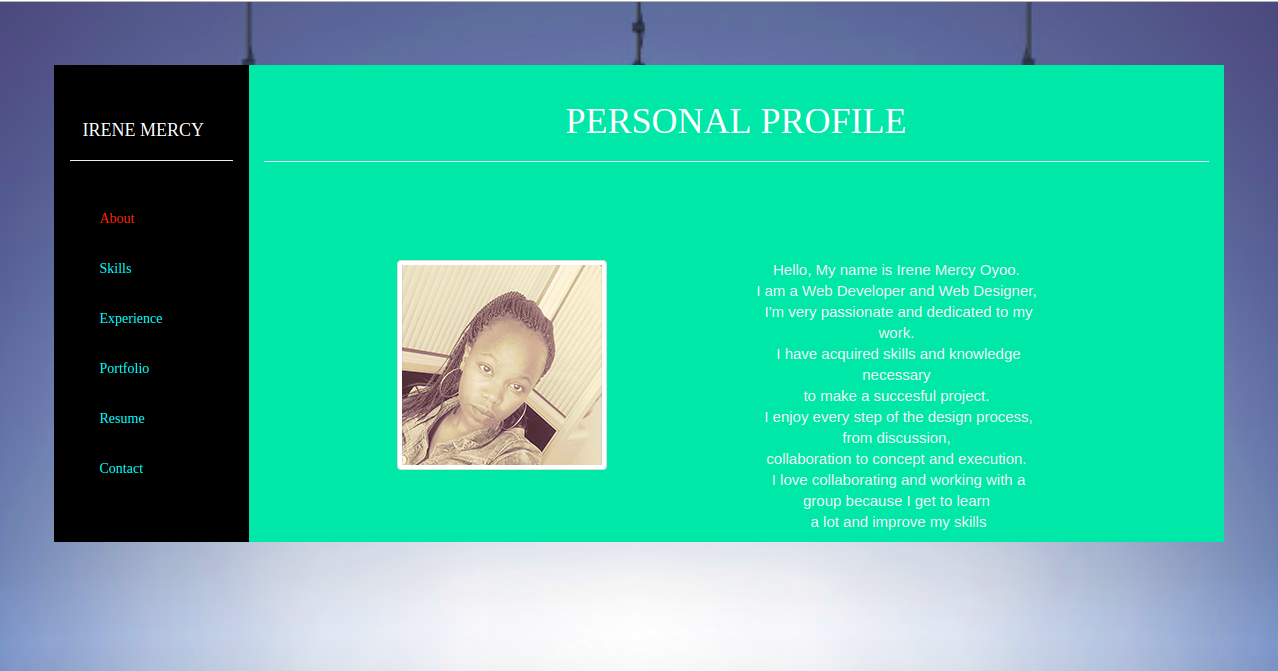 IRENE MERCY
About
Skills
Experience
Portfolio
Resume
Contact
PERSONAL PROFILE
Hello, My name is Irene Mercy Oyoo.
I am a Web Developer and Web Designer,
I'm very passionate and dedicated to my
work.
I have acquired skills and knowledge
necessary
to make a succesful project.
I enjoy every step of the design process,
from discussion,
collaboration to concept and execution.
I love collaborating and working with a
group because I get to learn
a lot and improve my skills